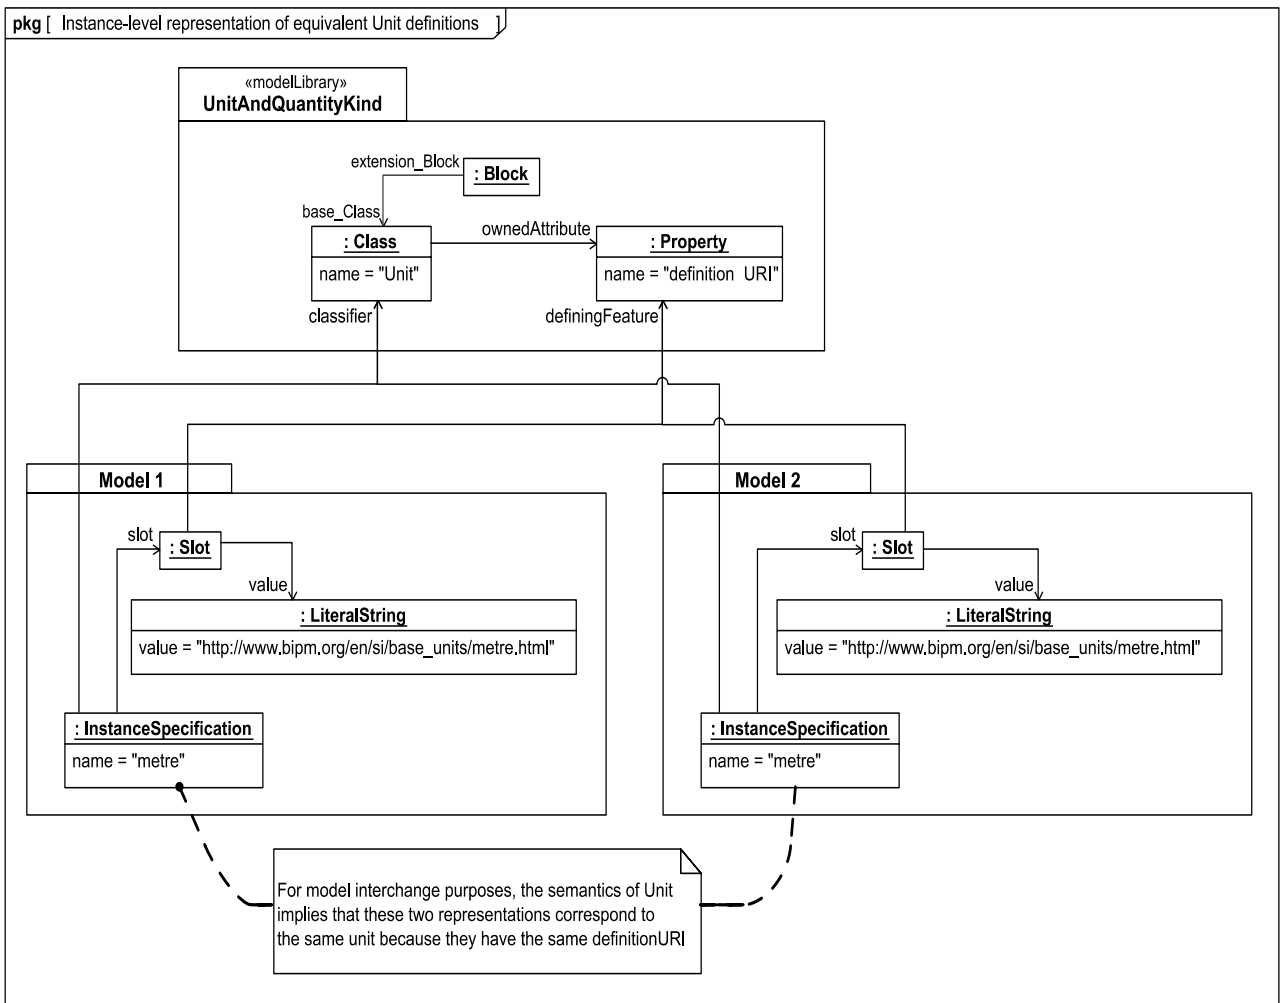 pkg [ Instance-level representation of equivalent Unit definitions ]
«modelLibrary»
UnitAndQuantityKind
extension_Block
: Block
base_Class
: Class
ownedAttribute
: Property
name = "Unit"
name = "definition URI"
classifier
definingFeature
Model 1
slot
: Slot
value
: LiteralString
value = "http://www.bipm.org/en/si/base_units/metre.html"
: InstanceSpecification
name = "metre"
Model 2
slot
: Slot
value
: LiteralString
value = "http://www.bipm.org/en/si/base_units/metre.html"
: InstanceSpecification
name = "metre"
For model interchange purposes, the semantics of Unit
implies that these two representations correspond to
the same unit because they have the same definitionURI